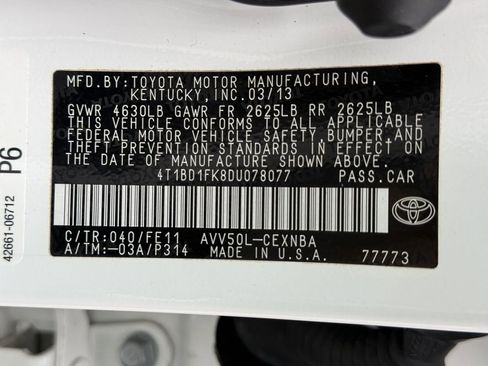 MFD.BY: TOYOTA MOTOR MANUFACTURING,
KENTUCKY, INC. 03/13
GVWR 4630LB GAWR FR 2625LB RR 2625LB
THIS VEHICLE CONFORMS TO ALL APPLICABLE
FEDERAL MOTOR VEHICLE SAFETY, BUMPER, AND
THEFT PREVENTION STANDARDS IN EFFECT ON
THE DATE OF MANUFACTURE SHOWN ABOVE.
4T1BD1FK8DU078077 PASS.CAR
C/TR:040/FE11 AVV50L-CEXNBA
A/TM:-03A/P314 MADE IN U.S.A. 77773
TOYOTA
42661-06712 P6